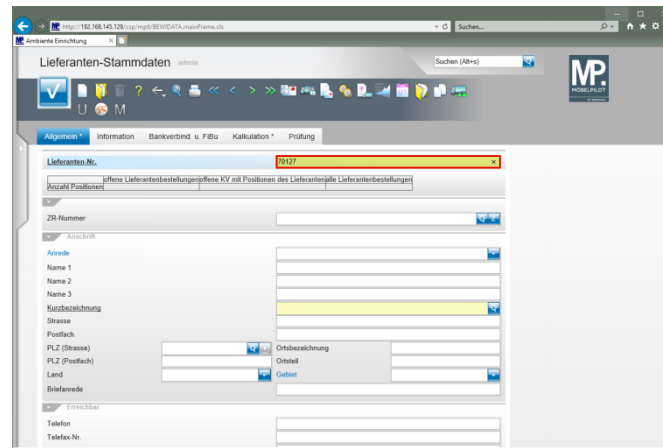 http://192.168.145.129/csp/mp6/BEWIDATA.mainFrame.cls
Suchen...
Ambiente Einrichtung
Lieferanten-Stammdaten admin
Suchen (Alt+s)
MP.
MÖBELPILOT
U M
Allgemein * Information Bankverbind. u. FiBu Kalkulation * Prüfung
Lieferanten-Nr. 70127
offene Lieferantenbestellungen offene KV mit Positionen des Lieferanten alle Lieferantenbestellungen
Anzahl Positionen
ZR-Nummer
Anschrift
Anrede
Name 1
Name 2
Name 3
Kurzbezeichnung
Strasse
Postfach
PLZ (Strasse) Ortsbezeichnung
PLZ (Postfach) Ortsteil
Land Gebiet
Briefanrede
Erreichbar
Telefon
Telefax-Nr.